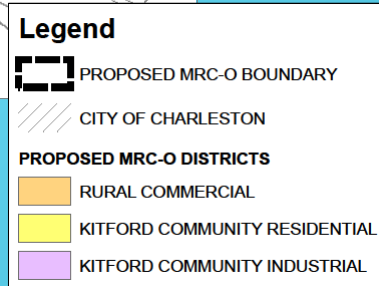 Legend
PROPOSED MRC-O BOUNDARY
CITY OF CHARLESTON
PROPOSED MRC-O DISTRICTS
RURAL COMMERCIAL
KITFORD COMMUNITY RESIDENTIAL
KITFORD COMMUNITY INDUSTRIAL